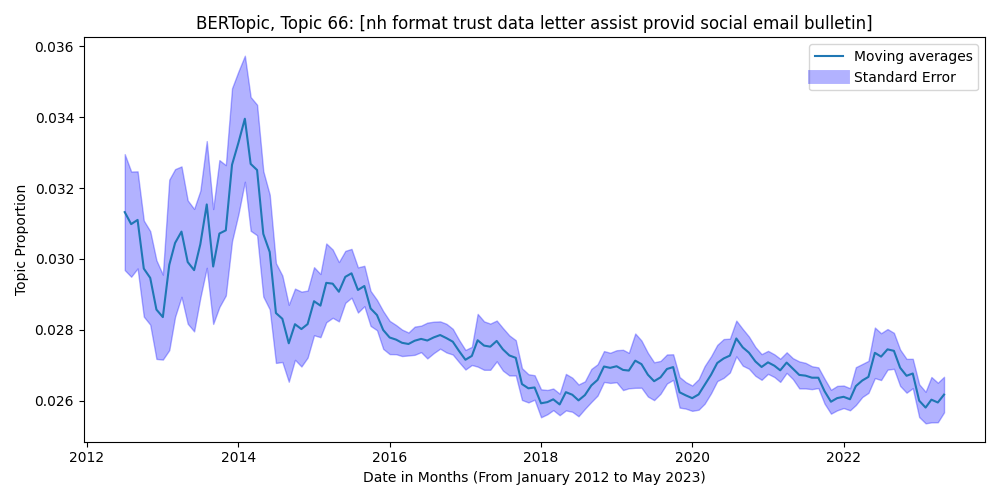 BERTopic, Topic 66: [nh format trust data letter assist provid social email bulletin]
Moving averages
Standard Error
Topic Proportion
0.036
0.034
0.032
0.030
0.028
0.026
2012
2014
2016
2018
2020
2022
Date in Months (From January 2012 to May 2023)